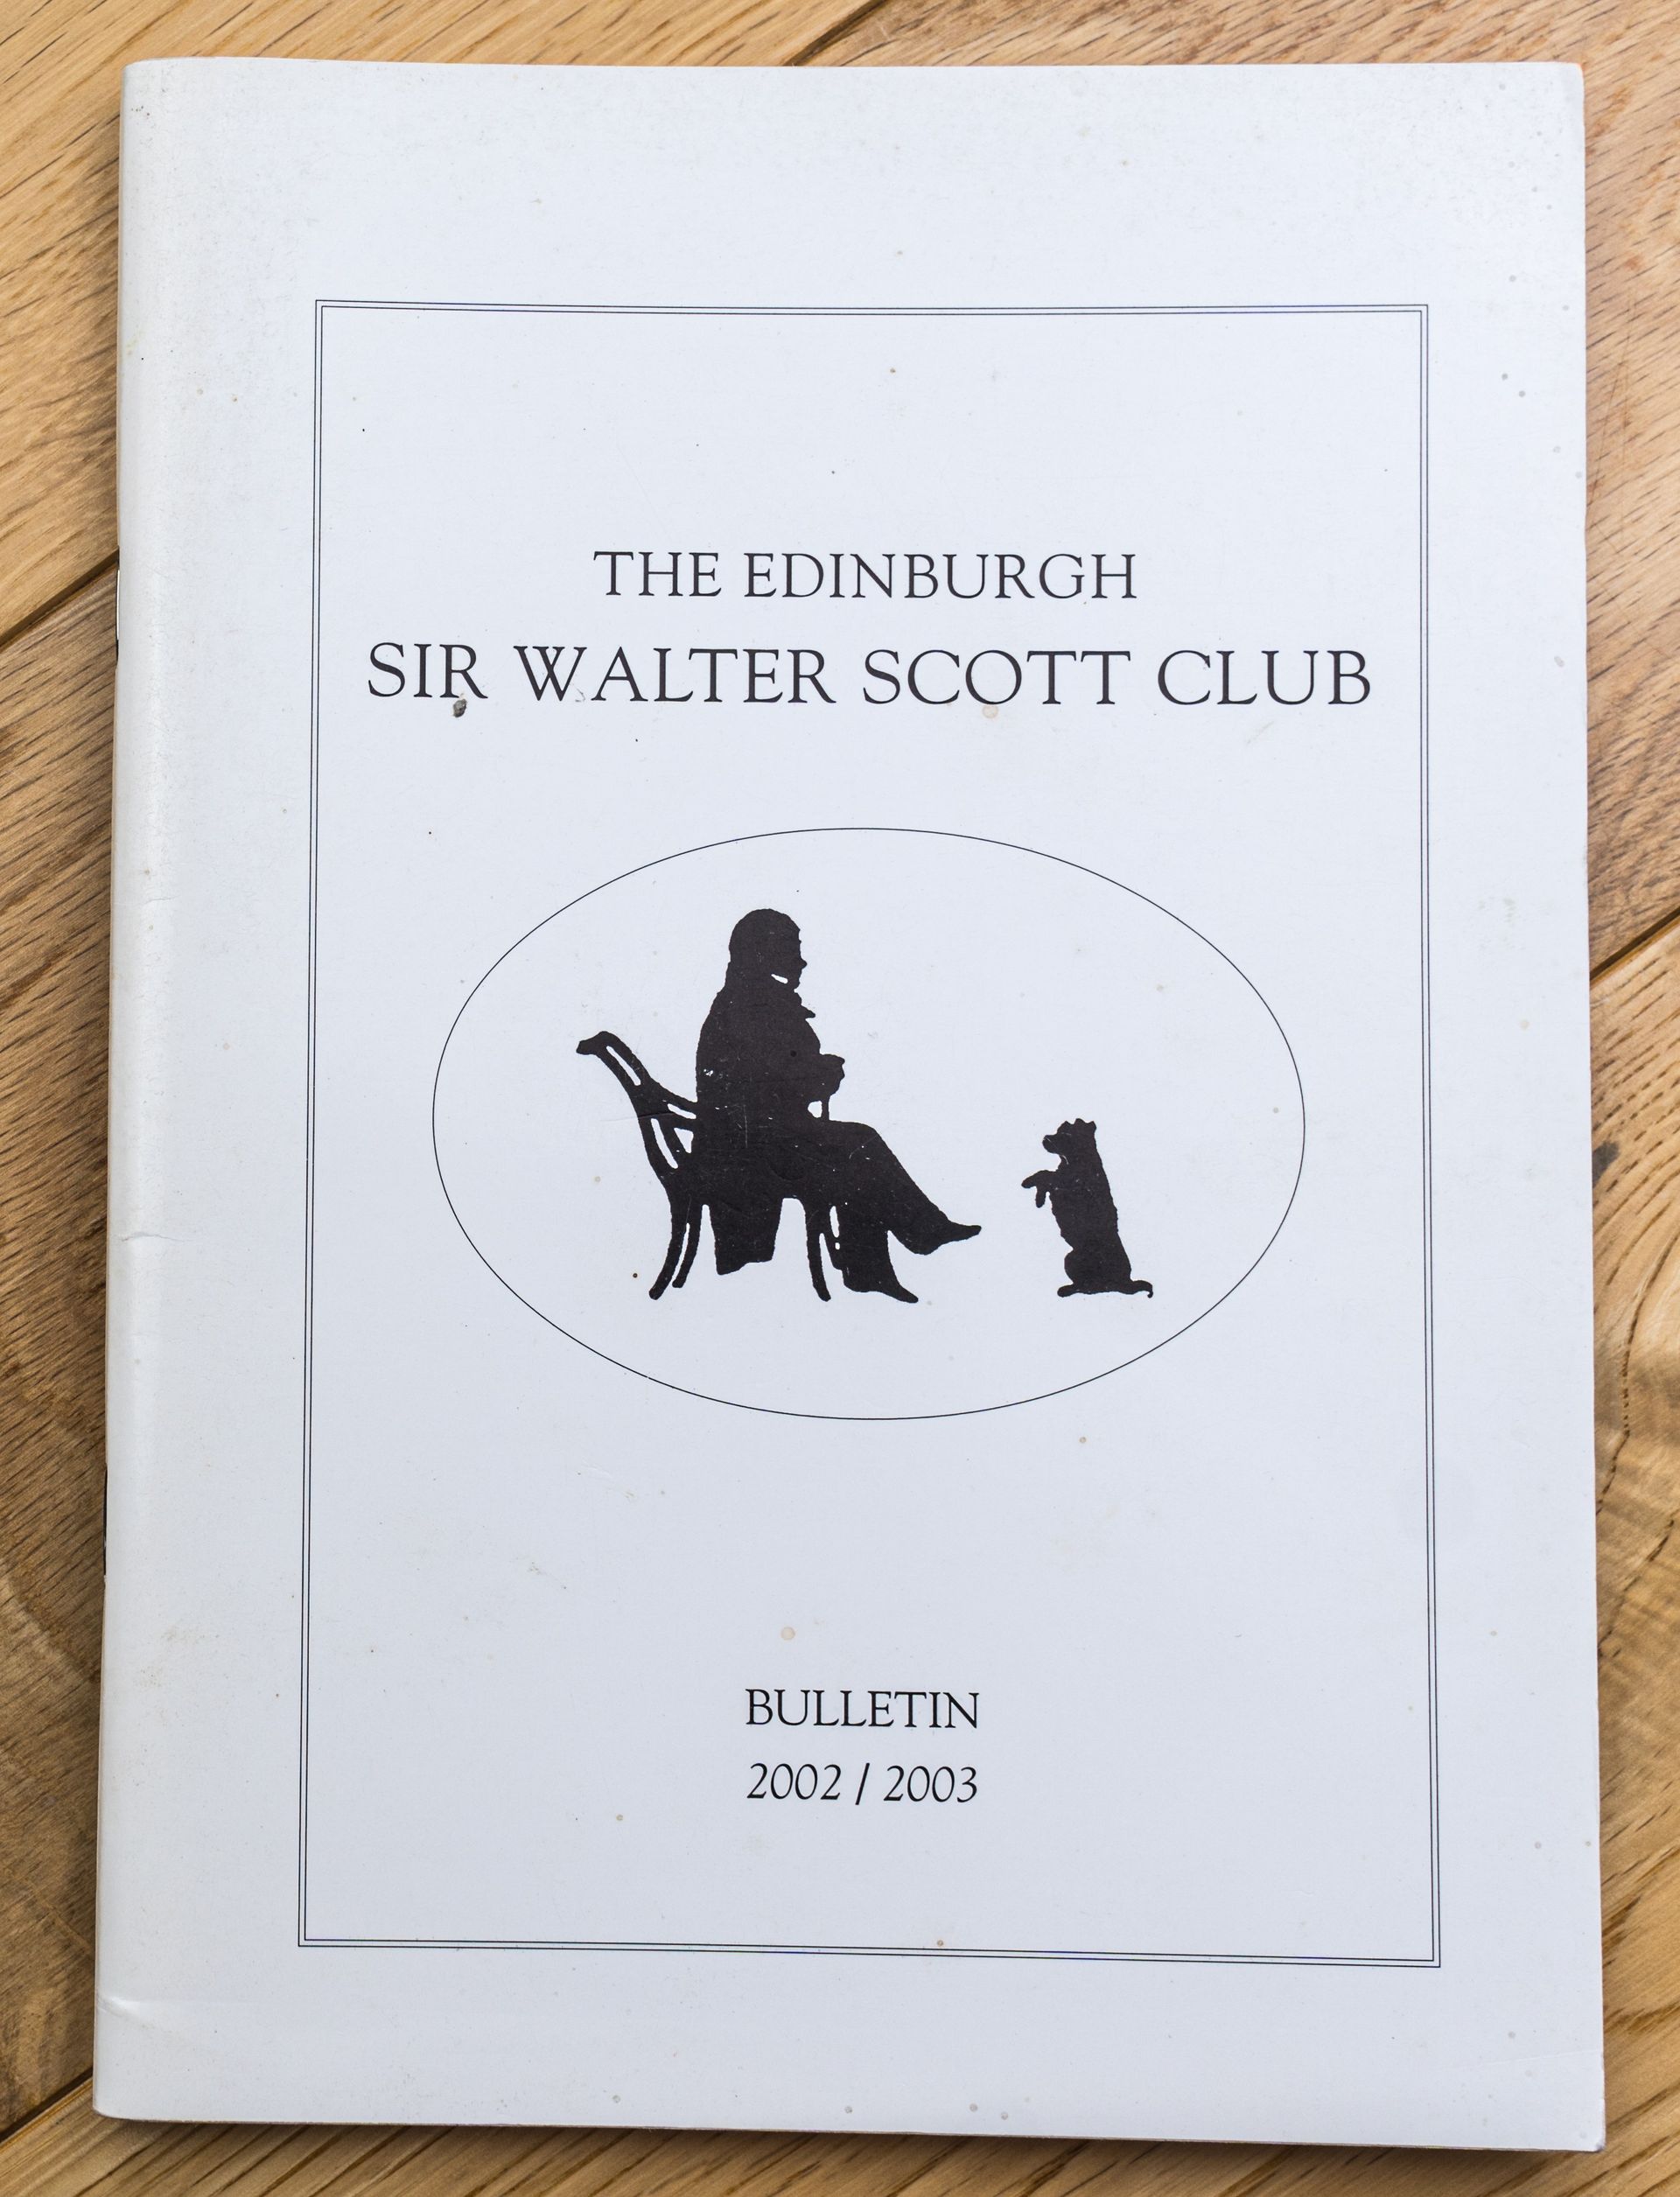 THE EDINBURGH
SIR WALTER SCOTT CLUB
BULLETIN
2002 / 2003